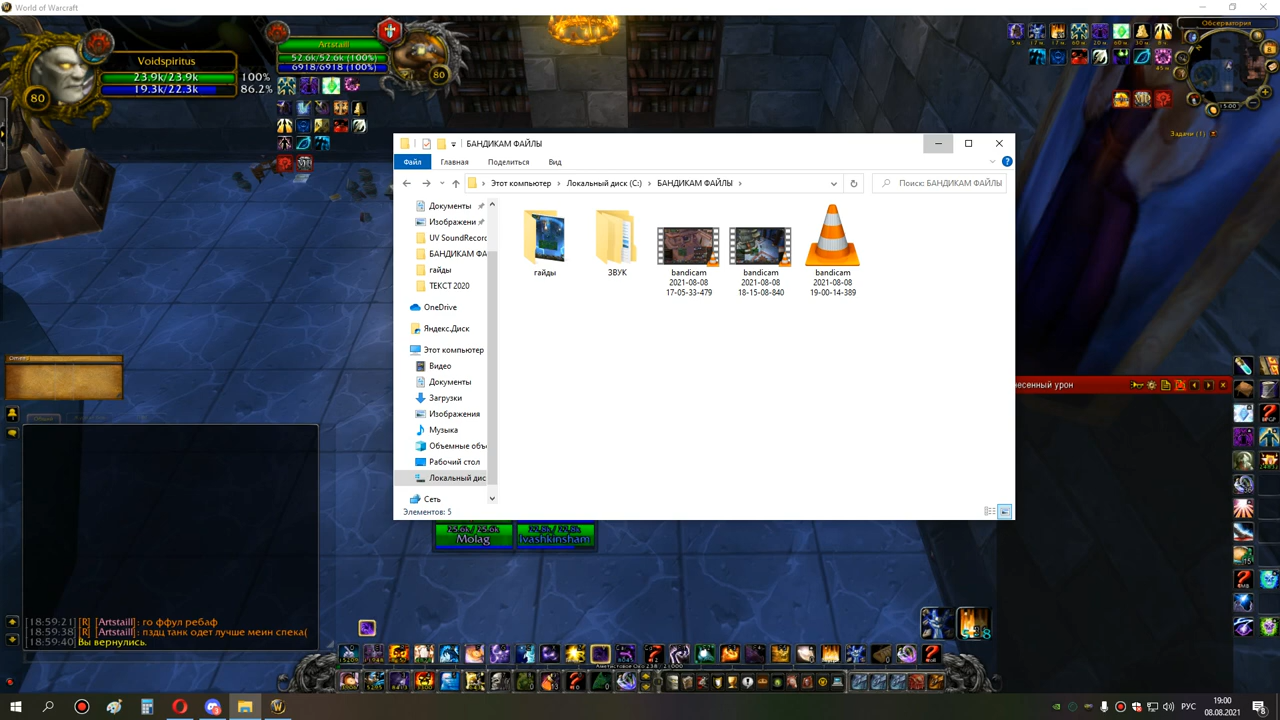 World of Warcraft
Voidspiritus
23.9k/23.9k 100%
19.3k/22.3k 86.2%
80
Artstaill
52.6k/52.6k (100%)
6918/6918 (100%)
80
Обсерватория
15:00
Задачи (1)
БАНДИКАМ ФАЙЛЫ
Файл Главная Поделиться Вид
Этот компьютер Локальный диск (C:) БАНДИКАМ ФАЙЛЫ
Поиск: БАНДИКАМ ФАЙЛЫ
Документы
Изображени
UV SoundRecord
БАНДИКАМ ФА
гайды
ТЕКСТ 2020
OneDrive
Яндекс.Диск
Этот компьютер
Видео
Документы
Загрузки
Изображения
Музыка
Объемные объ
Рабочий стол
Локальный дис
Сеть
Элементов: 5
гайды
ЗВУК
bandicam
2021-08-08
17-05-33-479
bandicam
2021-08-08
18-15-08-840
bandicam
2021-08-08
19-00-14-389
несенный урон
Omen3
Общий
Molag
Ivashkinsham
[18:59:21] [R] [Artstaill]: го ффул ребаф
[18:59:38] [R] [Artstaill]: пздц танк одет лучше меин спека(
[18:59:40] Вы вернулись.
РУС
19:00
08.08.2021